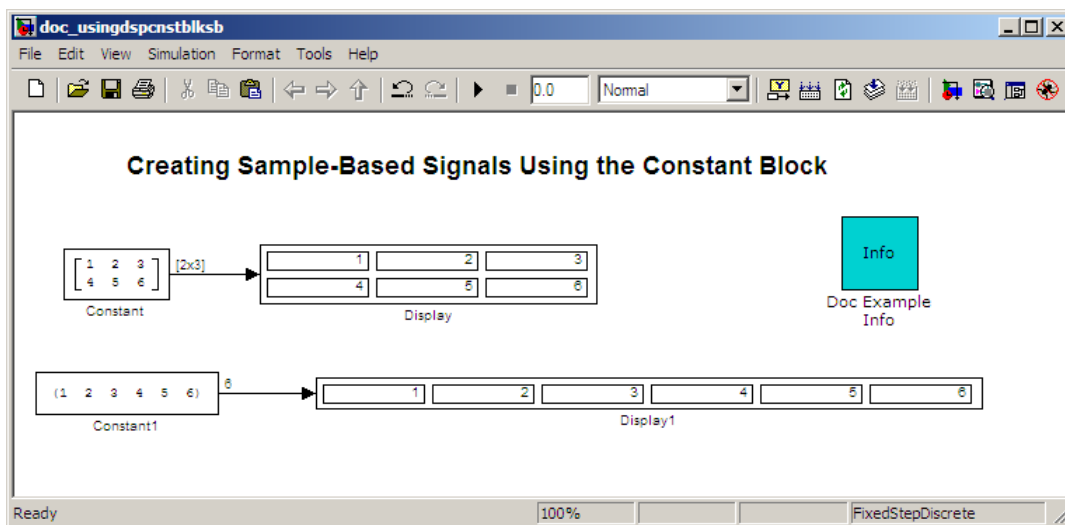 doc_usingdspcnstblksb
File Edit View Simulation Format Tools Help
0.0 Normal
Creating Sample-Based Signals Using the Constant Block
1 2 3
4 5 6
Constant
[2x3]
1 2 3
4 5 6
Display
Info
Doc Example
Info
(1 2 3 4 5 6)
Constant1
6
1 2 3 4 5 6
Display1
Ready 100% FixedStepDiscrete